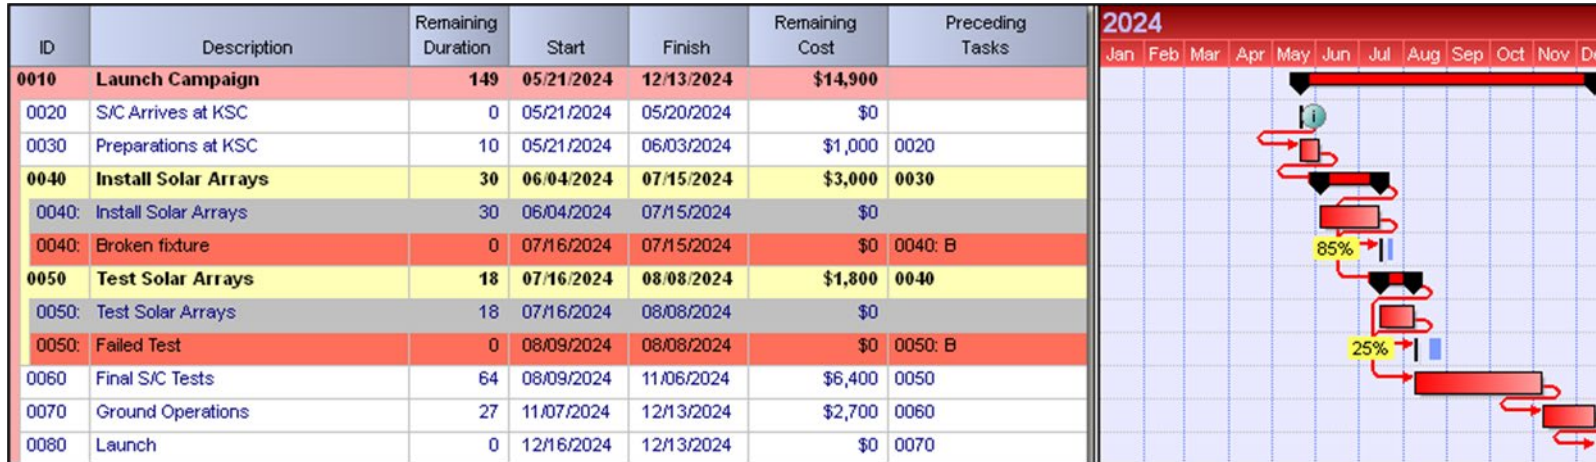 ID Description Remaining Duration Start Finish Remaining Cost Preceding Tasks 2024
Jan Feb Mar Apr May Jun Jul Aug Sep Oct Nov De
0010 Launch Campaign 149 05/21/2024 12/13/2024 $14,900
0020 S/C Arrives at KSC 0 05/21/2024 05/20/2024 $0 i
0030 Preparations at KSC 10 05/21/2024 06/03/2024 $1,000 0020
0040 Install Solar Arrays 30 06/04/2024 07/15/2024 $3,000 0030
0040: Install Solar Arrays 30 06/04/2024 07/15/2024 $0
0040: Broken fixture 0 07/16/2024 07/15/2024 $0 0040: B 85%
0050 Test Solar Arrays 18 07/16/2024 08/08/2024 $1,800 0040
0050: Test Solar Arrays 18 07/16/2024 08/08/2024 $0
0050: Failed Test 0 08/09/2024 08/08/2024 $0 0050: B 25%
0060 Final S/C Tests 64 08/09/2024 11/06/2024 $6,400 0050
0070 Ground Operations 27 11/07/2024 12/13/2024 $2,700 0060
0080 Launch 0 12/16/2024 12/13/2024 $0 0070